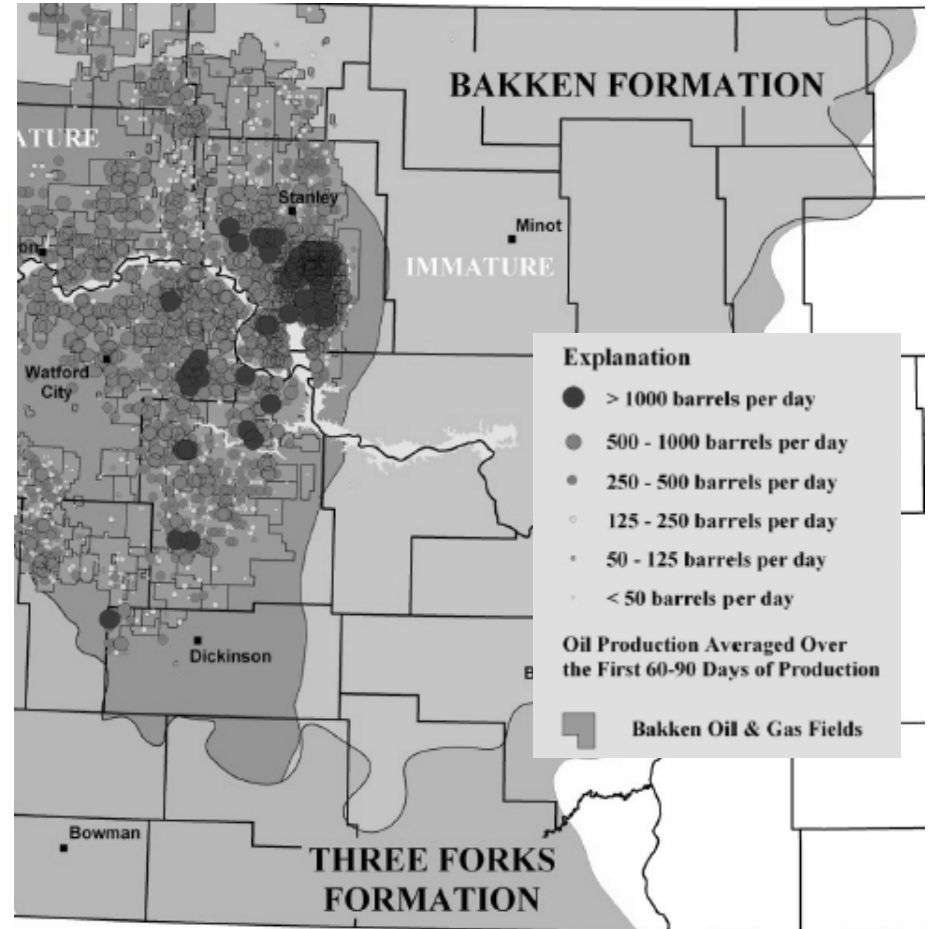 BAKKEN FORMATION
ATURE
Stanley
Minot
on
IMMATURE
Watford
City
Explanation
> 1000 barrels per day
500 - 1000 barrels per day
250 - 500 barrels per day
125 - 250 barrels per day
50 - 125 barrels per day
< 50 barrels per day
Oil Production Averaged Over
the First 60-90 Days of Production
Bakken Oil & Gas Fields
Dickinson
B
Bowman
THREE FORKS
FORMATION